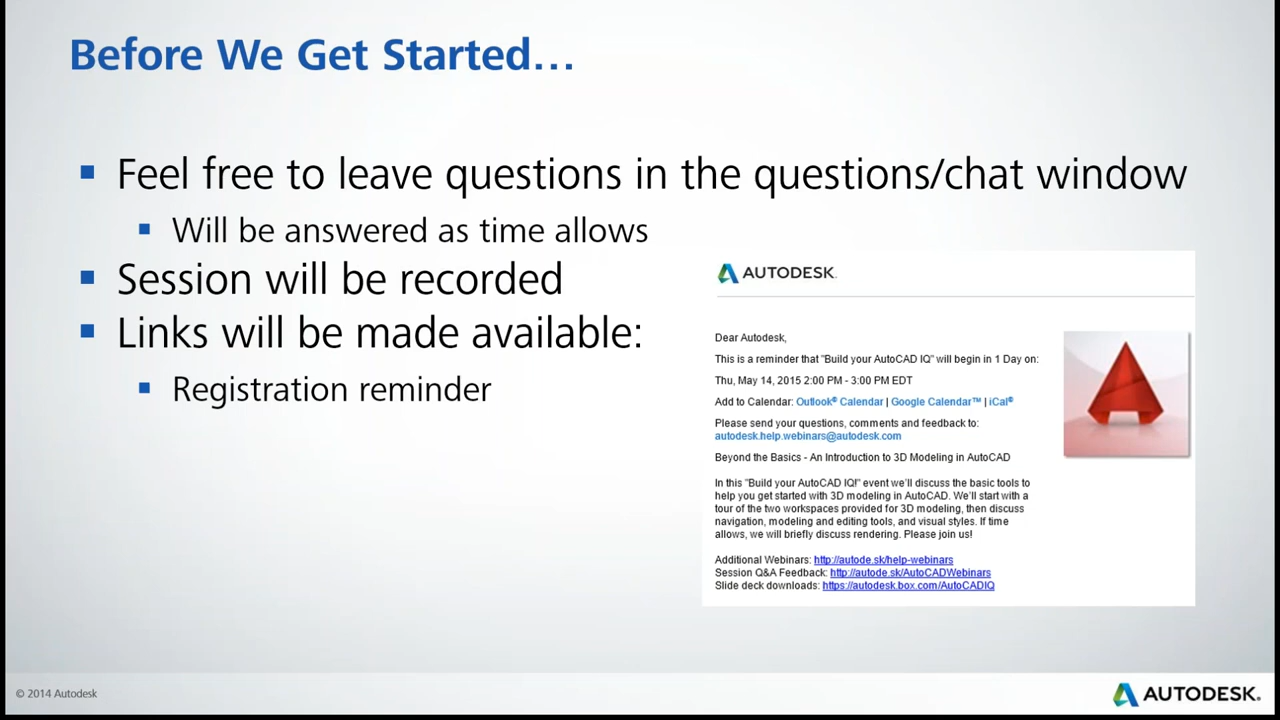 Before We Get Started…
Feel free to leave questions in the questions/chat window
Will be answered as time allows
Session will be recorded
Links will be made available:
Registration reminder
AUTODESK.
Dear Autodesk,
This is a reminder that "Build your AutoCAD IQ" will begin in 1 Day on:
Thu, May 14, 2015 2:00 PM - 3:00 PM EDT
Add to Calendar: Outlook® Calendar | Google Calendar™ | iCal®
Please send your questions, comments and feedback to:
autodesk.help.webinars@autodesk.com
Beyond the Basics - An Introduction to 3D Modeling in AutoCAD
In this "Build your AutoCAD IQ!" event we'll discuss the basic tools to
help you get started with 3D modeling in AutoCAD. We'll start with a
tour of the two workspaces provided for 3D modeling, then discuss
navigation, modeling and editing tools, and visual styles. If time
allows, we will briefly discuss rendering. Please join us!
Additional Webinars: http://autode.sk/help-webinars
Session Q&A Feedback: http://autode.sk/AutoCADWebinars
Slide deck downloads: https://autodesk.box.com/AutoCADIQ
© 2014 Autodesk
AUTODESK.